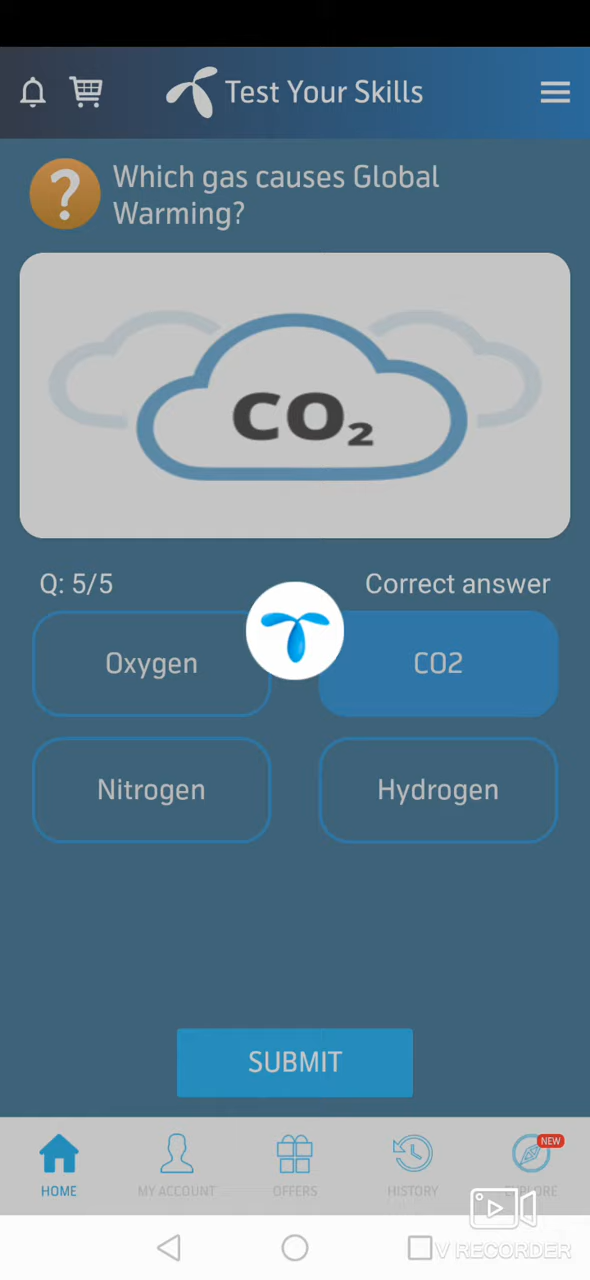 Test Your Skills
Which gas causes Global
Warming?
CO₂
Q: 5/5
Correct answer
Oxygen
CO2
Nitrogen
Hydrogen
SUBMIT
NEW
HOME
MY ACCOUNT
OFFERS
HISTORY
EXPLORE
V RECORDER